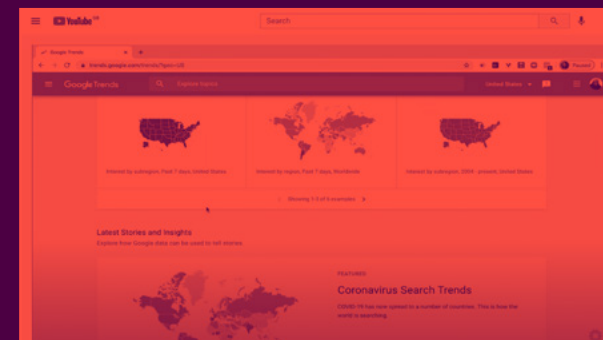 YouTube
Search
Google Trends
trends.google.com/trends/?geo=US
Paused
Google Trends
Explore topics
United States
Interest by subregion, Past 7 days, United States
Interest by region, Past 7 days, Worldwide
Interest by subregion, 2004 - present, United States
Showing 1-3 of 6 examples
Latest Stories and Insights
Explore how Google data can be used to tell stories
FEATURED
Coronavirus Search Trends
COVID-19 has now spread to a number of countries. This is how the
world is searching